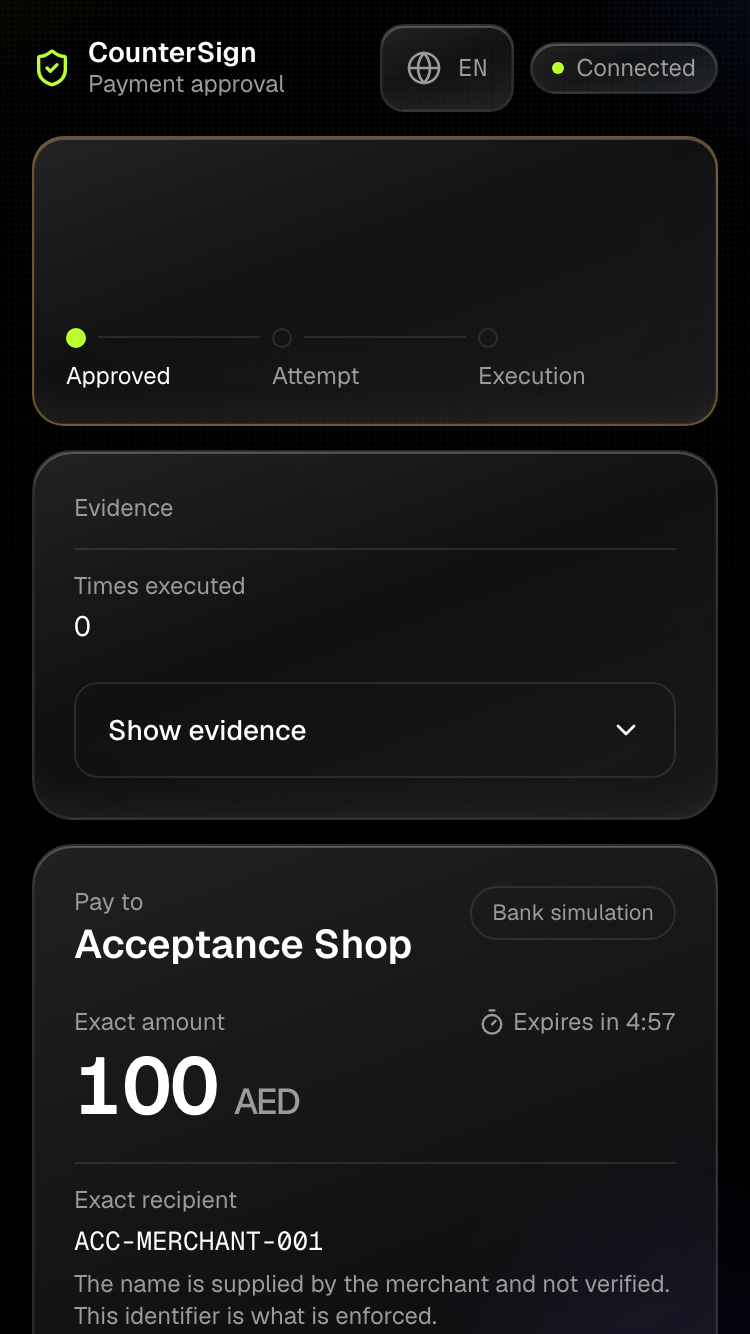 CounterSign
Payment approval
EN
Connected
Approved
Attempt
Execution
Evidence
Times executed
0
Show evidence
Pay to
Bank simulation
Acceptance Shop
Exact amount
Expires in 4:57
100 AED
Exact recipient
ACC-MERCHANT-001
The name is supplied by the merchant and not verified.
This identifier is what is enforced.